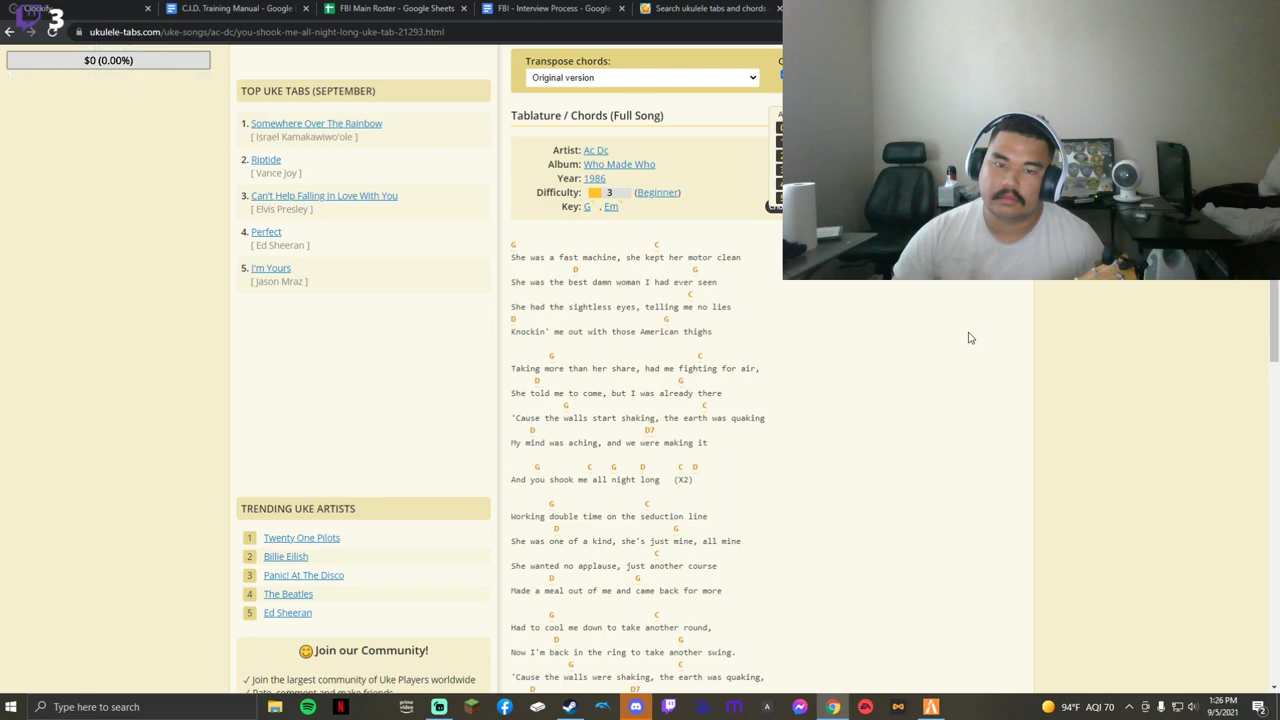 3
C.I.D. Training Manual - Google
FBI Main Roster - Google Sheets
FBI - Interview Position - Google
Search ukulele tabs and chords
ukulele-tabs.com/uke-songs/ac-dc/you-shook-me-all-night-long-uke-tab-21293.html
$0 (0.00%)
TOP UKE TABS (SEPTEMBER)
1. Somewhere Over The Rainbow
[ Israel Kamakawiwo'ole ]
2. Riptide
[ Vance Joy ]
3. Can't Help Falling In Love With You
[ Elvis Presley ]
4. Perfect
[ Ed Sheeran ]
5. I'm Yours
[ Jason Mraz ]
TRENDING UKE ARTISTS
1 Twenty One Pilots
2 Billie Eilish
3 Panic! At The Disco
4 The Beatles
5 Ed Sheeran
Join our Community!
✓ Join the largest community of Uke Players worldwide
✓ Rate, comment and make friends
Transpose chords:
Original version
Tablature / Chords (Full Song)
Artist: Ac Dc
Album: Who Made Who
Year: 1986
Difficulty: 3 (Beginner)
Key: G , Em
G C
She was a fast machine, she kept her motor clean
D G
She was the best damn woman I had ever seen
C
She had the sightless eyes, telling me no lies
D G
Knockin' me out with those American thighs
G C
Taking more than her share, had me fighting for air,
D G
She told me to come, but I was already there
G C
'Cause the walls start shaking, the earth was quaking
D D7
My mind was aching, and we were making it
G C G D C D
And you shook me all night long (X2)
G C
Working double time on the seduction line
D G
She was one of a kind, she's just mine, all mine
C
She wanted no applause, just another course
D G
Made a meal out of me and came back for more
G C
Had to cool me down to take another round,
D G
Now I'm back in the ring to take another swing.
G C
'Cause the walls were shaking, the earth was quaking,
D D7
Type here to search
94°F AQI 70
1:26 PM
9/5/2021
2